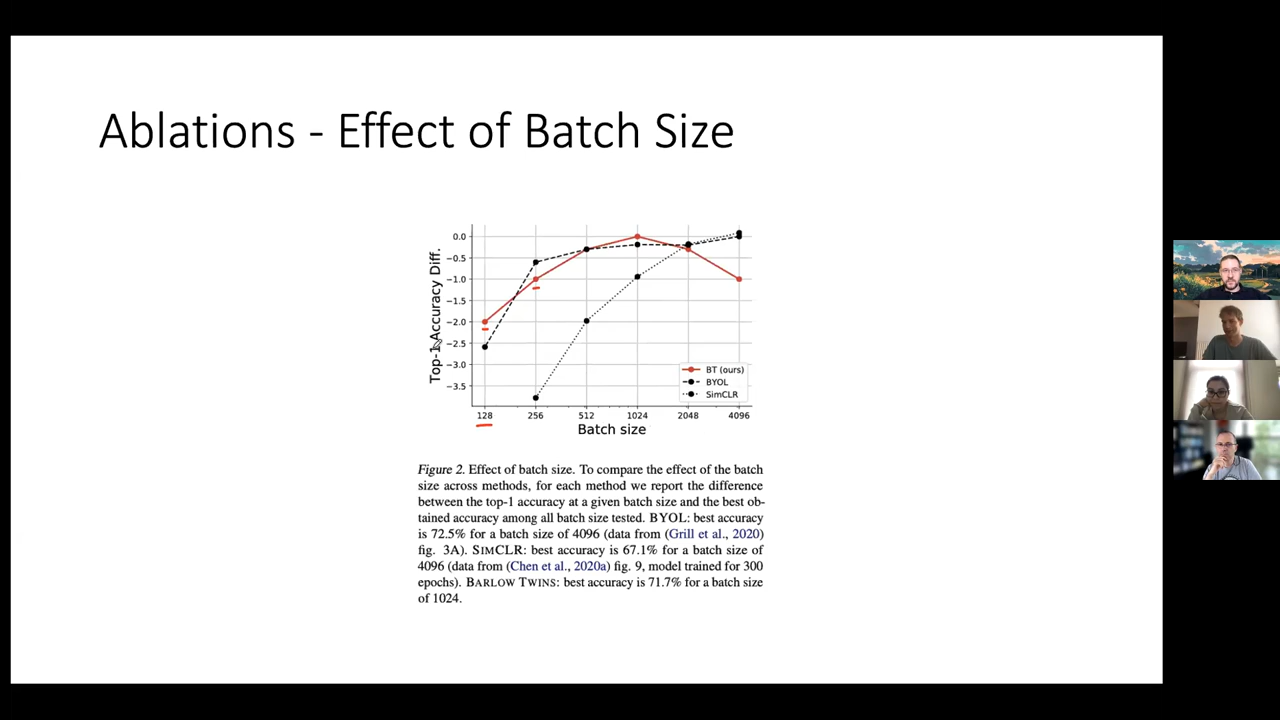 Ablations - Effect of Batch Size
Top-1 Accuracy Diff.
0.0
−0.5
−1.0
−1.5
−2.0
−2.5
−3.0
−3.5
BT (ours)
BYOL
SimCLR
128 256 512 1024 2048 4096
Batch size
Figure 2. Effect of batch size. To compare the effect of the batch
size across methods, for each method we report the difference
between the top-1 accuracy at a given batch size and the best ob-
tained accuracy among all batch size tested. BYOL: best accuracy
is 72.5% for a batch size of 4096 (data from (Grill et al., 2020)
fig. 3A). SIMCLR: best accuracy is 67.1% for a batch size of
4096 (data from (Chen et al., 2020a) fig. 9, model trained for 300
epochs). BARLOW TWINS: best accuracy is 71.7% for a batch size
of 1024.